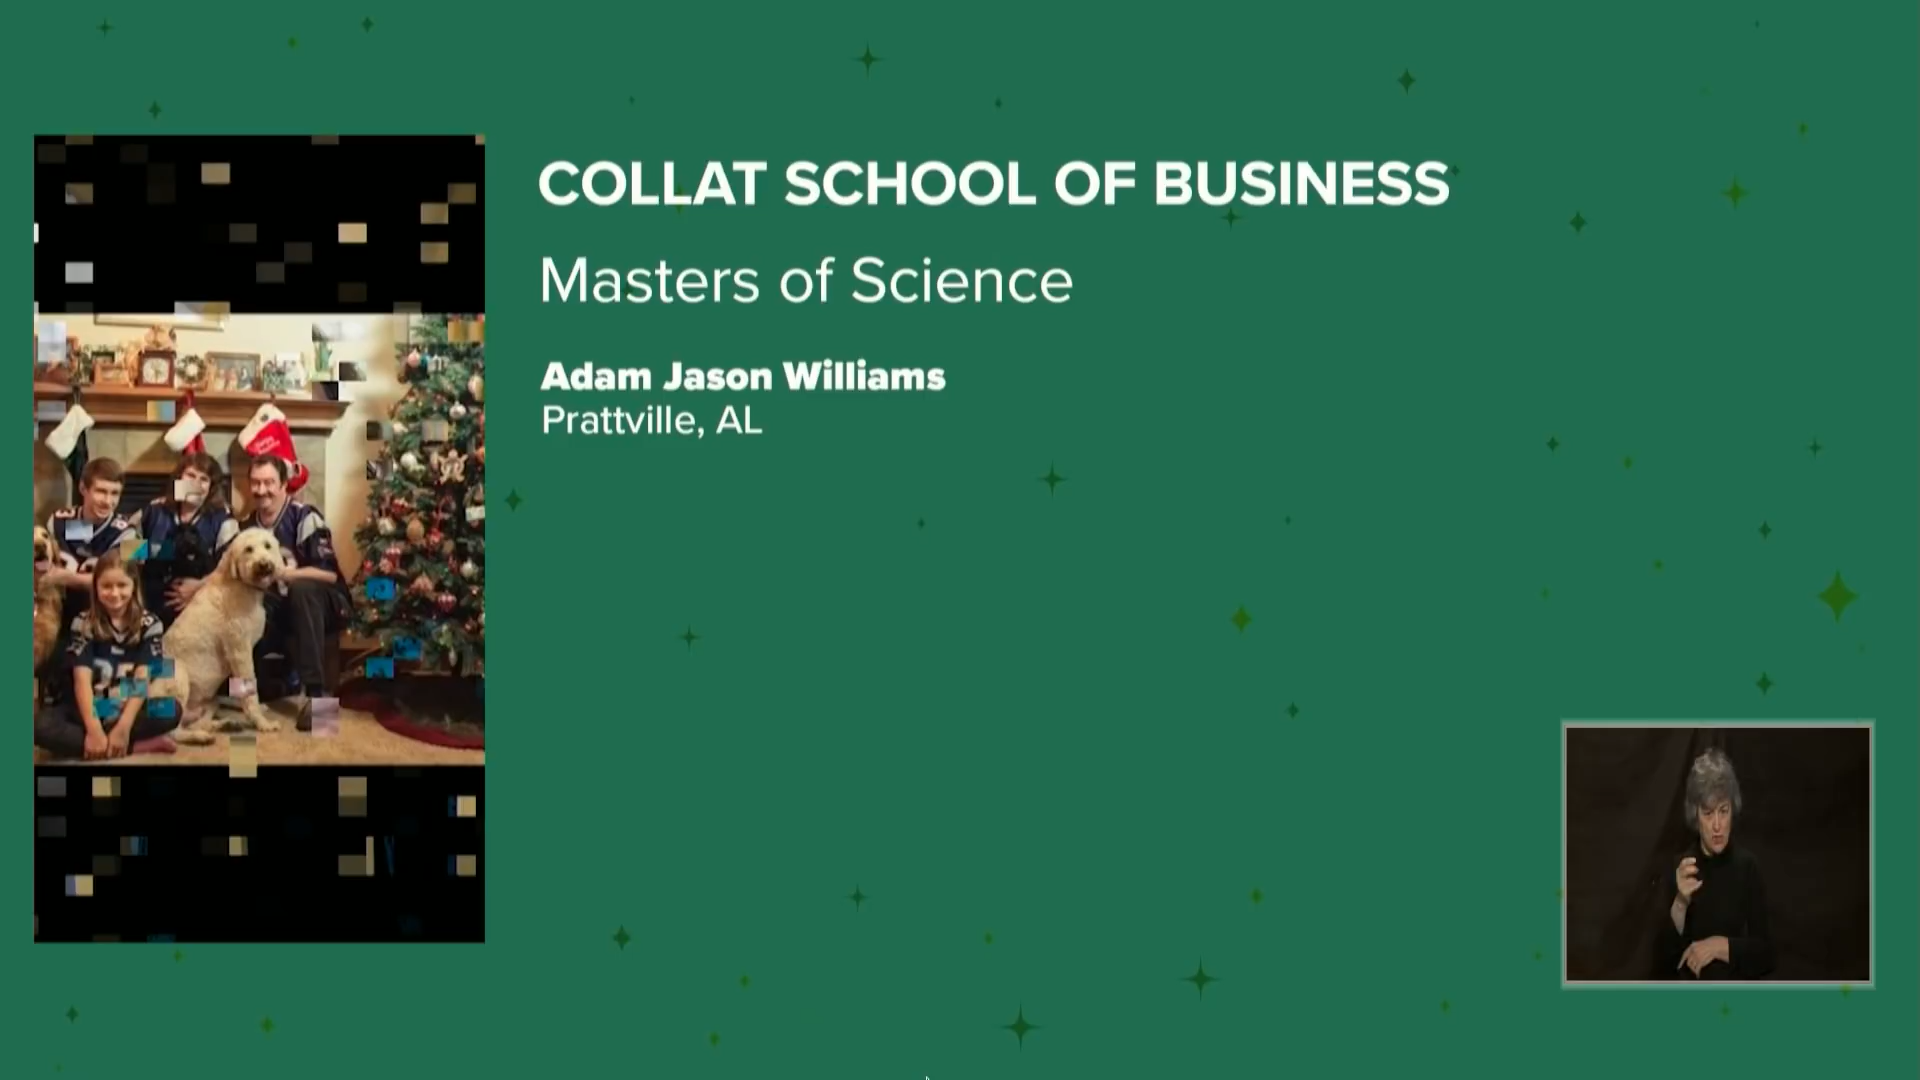 COLLAT SCHOOL OF BUSINESS
Masters of Science
Adam Jason Williams
Prattville, AL